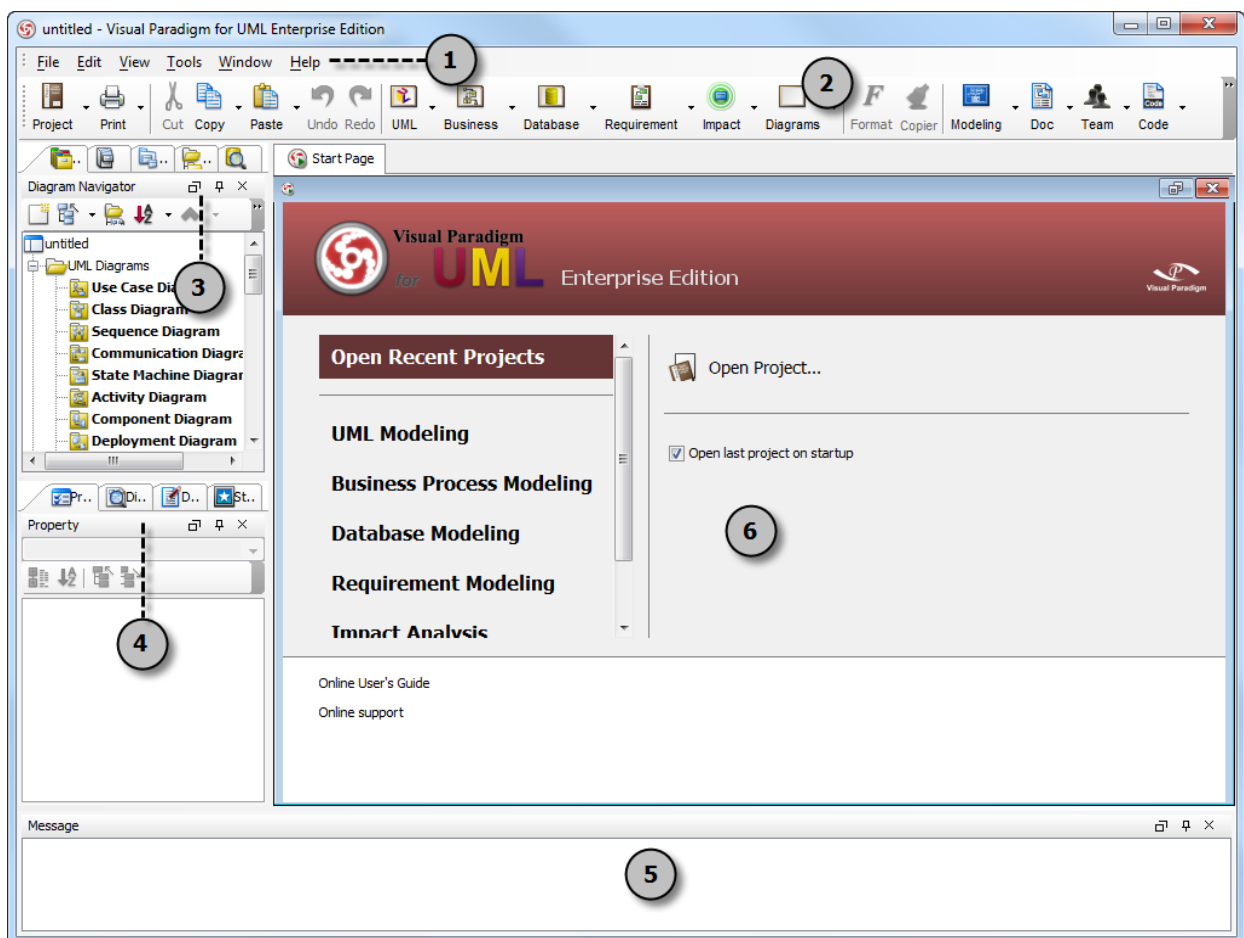 untitled - Visual Paradigm for UML Enterprise Edition
File Edit View Tools Window Help
1
2
Project Print Cut Copy Paste Undo Redo UML Business Database Requirement Impact Diagrams Format Copier Modeling Doc Team Code
Start Page
Diagram Navigator
untitled
UML Diagrams
Use Case Dia
3
Class Diagram
Sequence Diagram
Communication Diagra
State Machine Diagrar
Activity Diagram
Component Diagram
Deployment Diagram
Pr.. Di.. D.. St..
Property
4
Visual Paradigm
for UML Enterprise Edition
Visual Paradigm
Open Recent Projects
UML Modeling
Business Process Modeling
Database Modeling
Requirement Modeling
Impact Analysis
Open Project...
Open last project on startup
6
Online User's Guide
Online support
Message
5